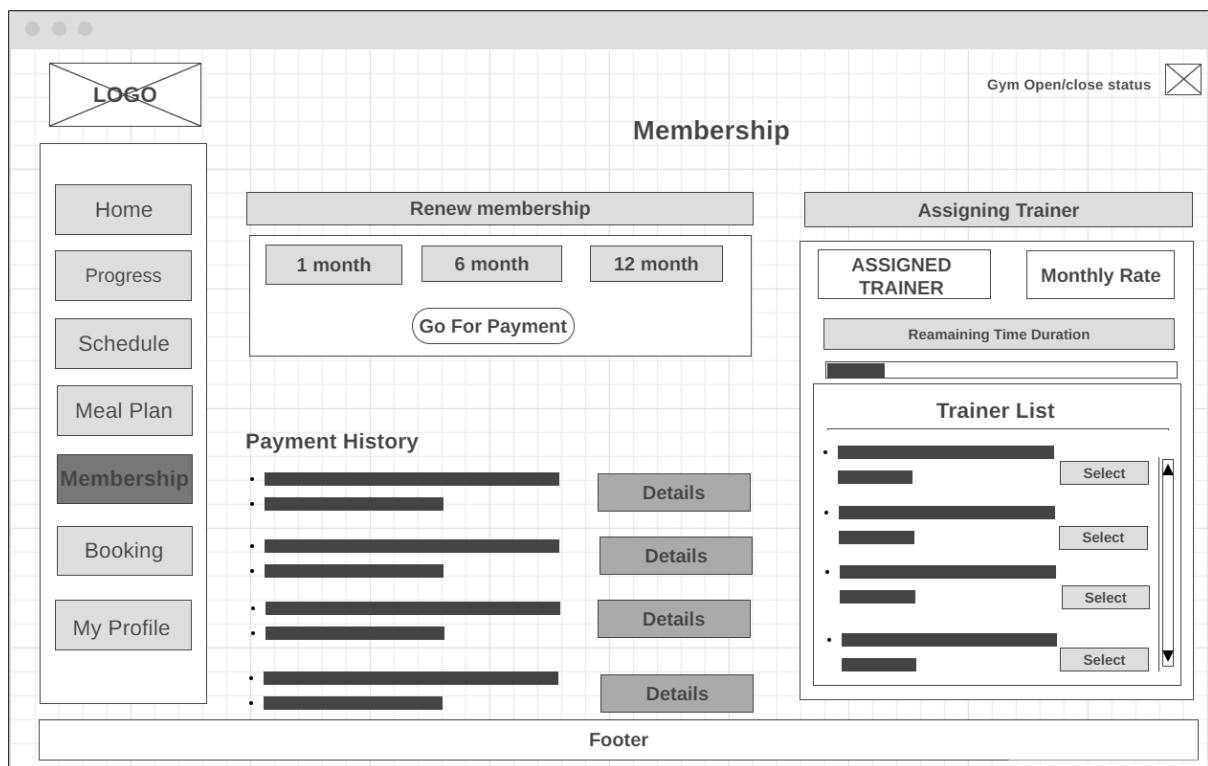 LOGO
Gym Open/close status
Membership
Home
Progress
Schedule
Meal Plan
Membership
Booking
My Profile
Renew membership
1 month
6 month
12 month
Go For Payment
Payment History
Details
Details
Details
Details
Assigning Trainer
ASSIGNED
TRAINER
Monthly Rate
Reamaining Time Duration
Trainer List
Select
Select
Select
Select
Footer